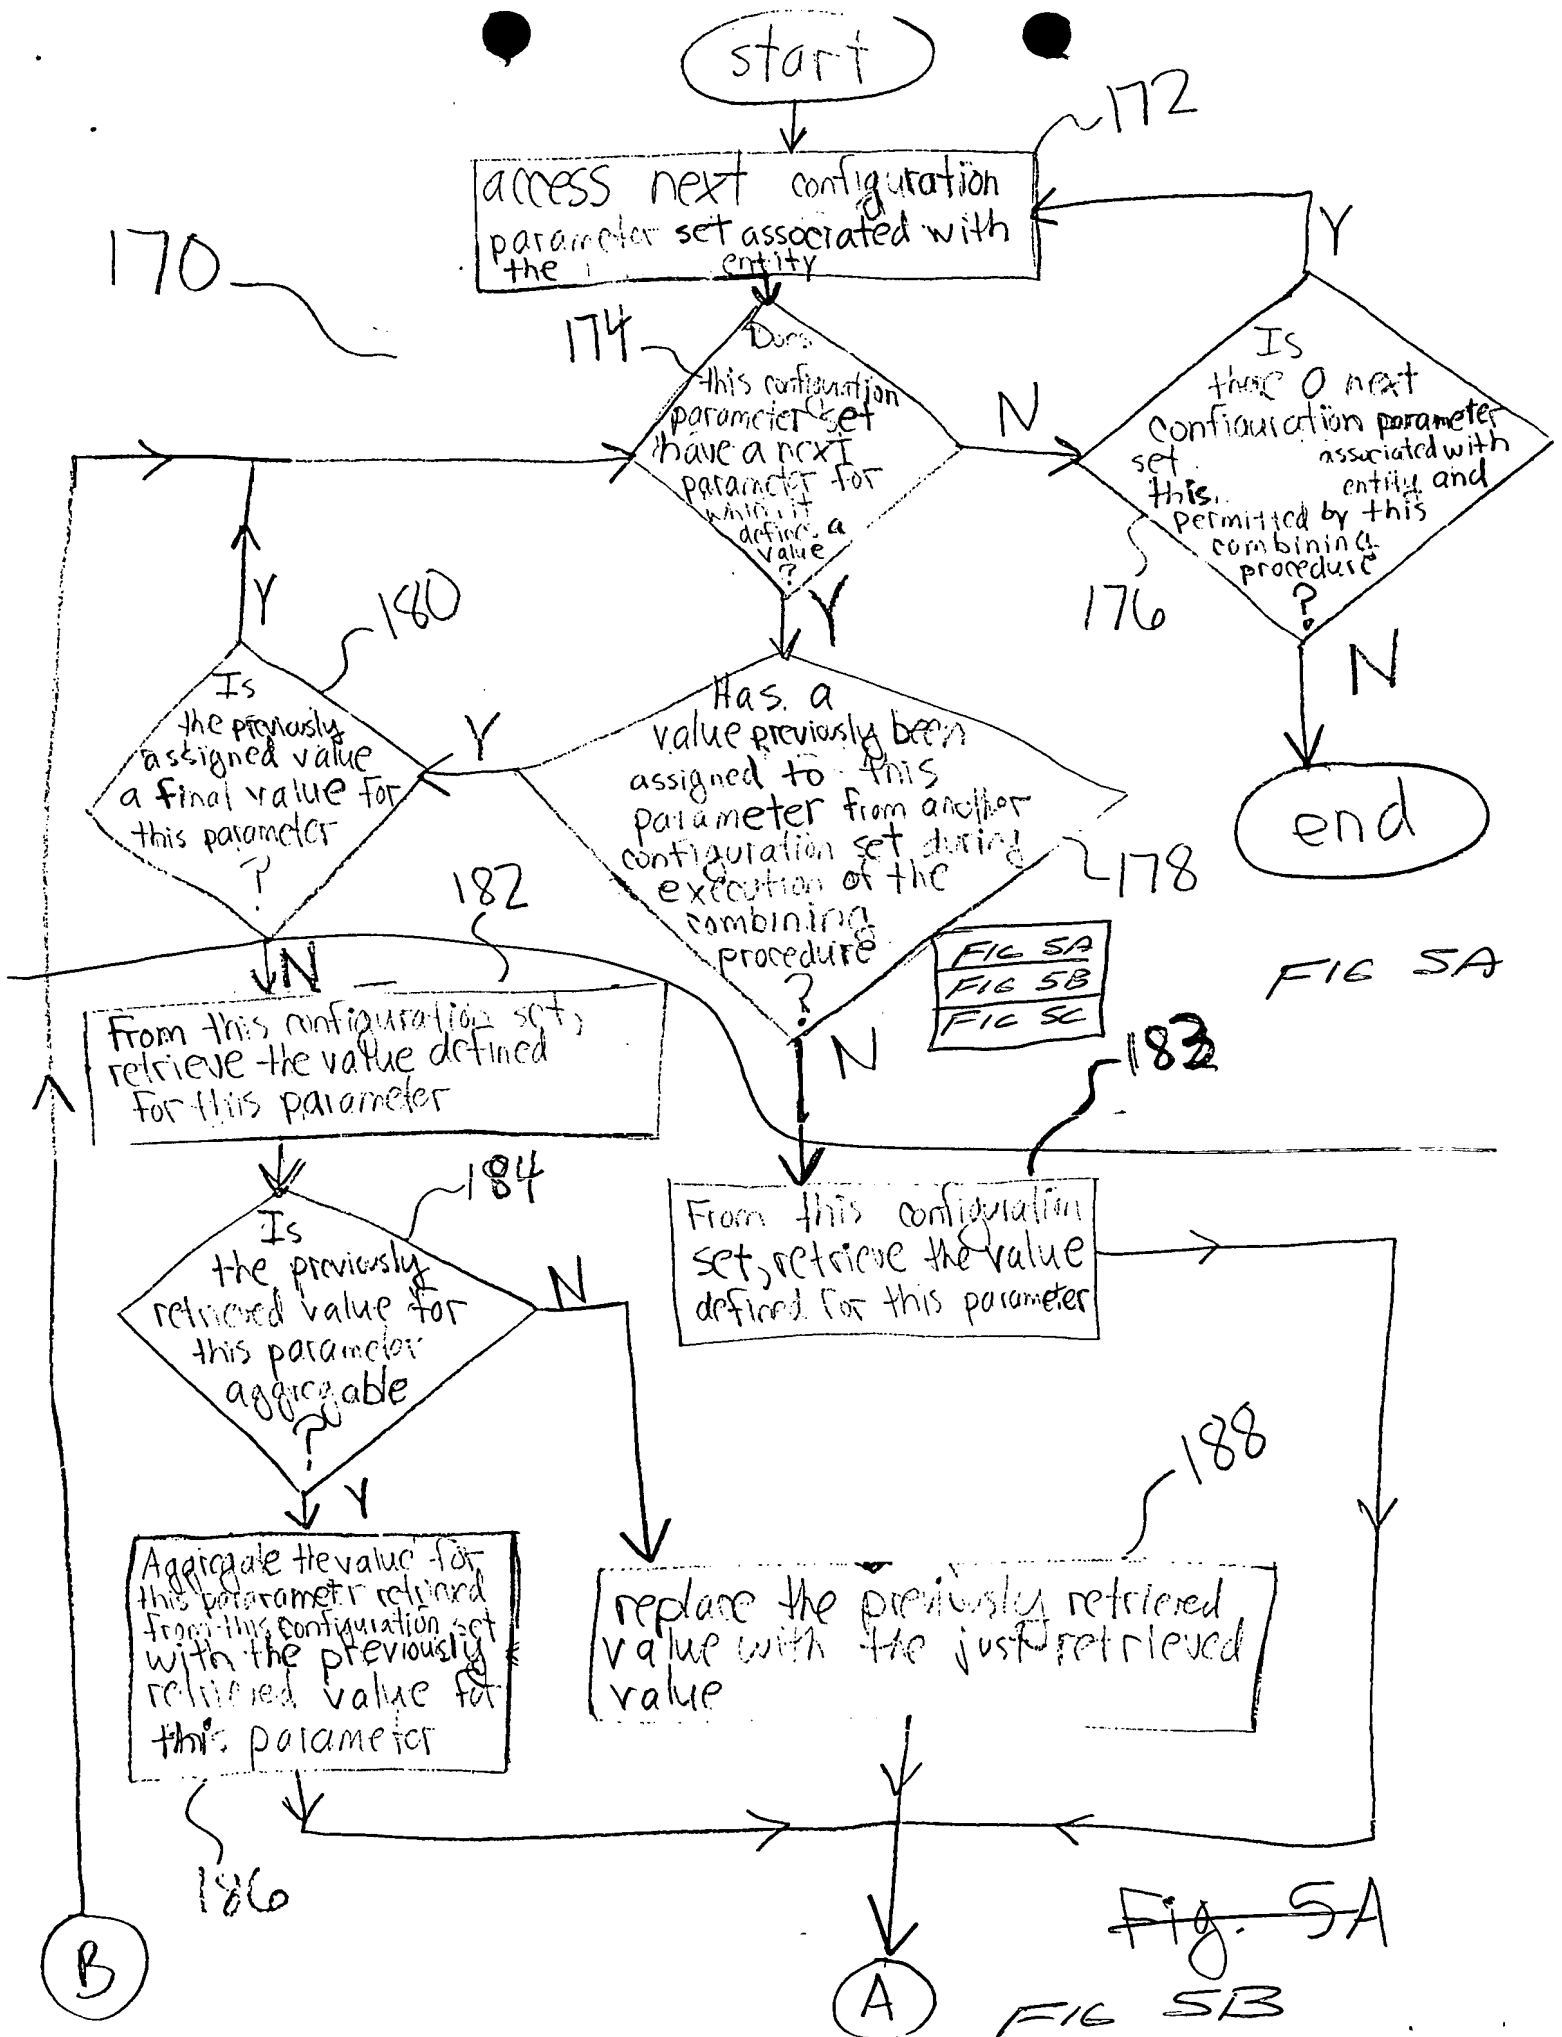 start
172
access next configuration
parameter set associated with
the entity
170
174
Does
this configuration
parameter set
have a next
parameter for
which it
defines a
value
?
N
Y
Y
Is
there a next
configuration parameter
set associated with
this entity and
permitted by this
combining
procedure
?
176
N
end
Y
180
Is
the previously
assigned value
a final value for
this parameter
?
Y
Has a
value previously been
assigned to this
parameter from another
configuration set during
execution of the
combining
procedure
?
178
N
FIG 5A
FIG 5B
FIG 5C
FIG 5A
182
N
From this configuration set,
retrieve the value defined
for this parameter
183
From this configuration
set, retrieve the value
defined for this parameter
184
Is
the previously
retrieved value for
this parameter
aggregable
?
N
Y
Aggregate the value for
this pararametr retrieved
from this configuration set
with the previously
retrieved value for
this parameter
186
188
replace the previously retrieved
value with the just retrieved
value
B
A
Fig. 5A
FIG 5B